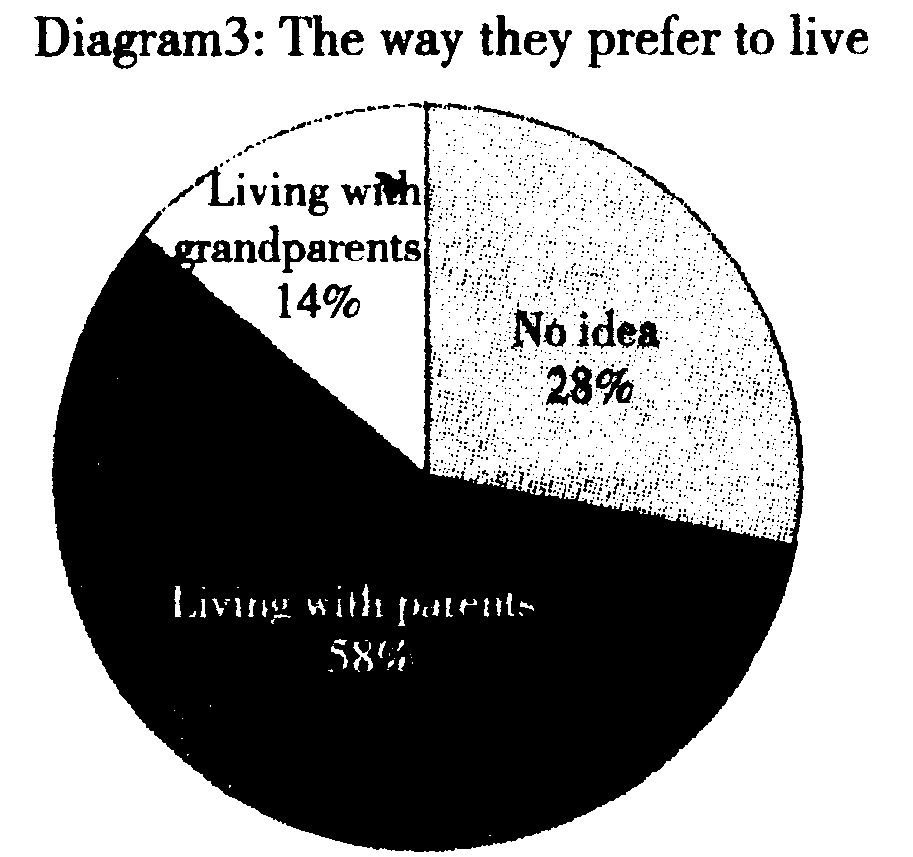 Diagram3: The way they prefer to live
Living with
grandparents
14%
No idea
28%
Living with parents
58%